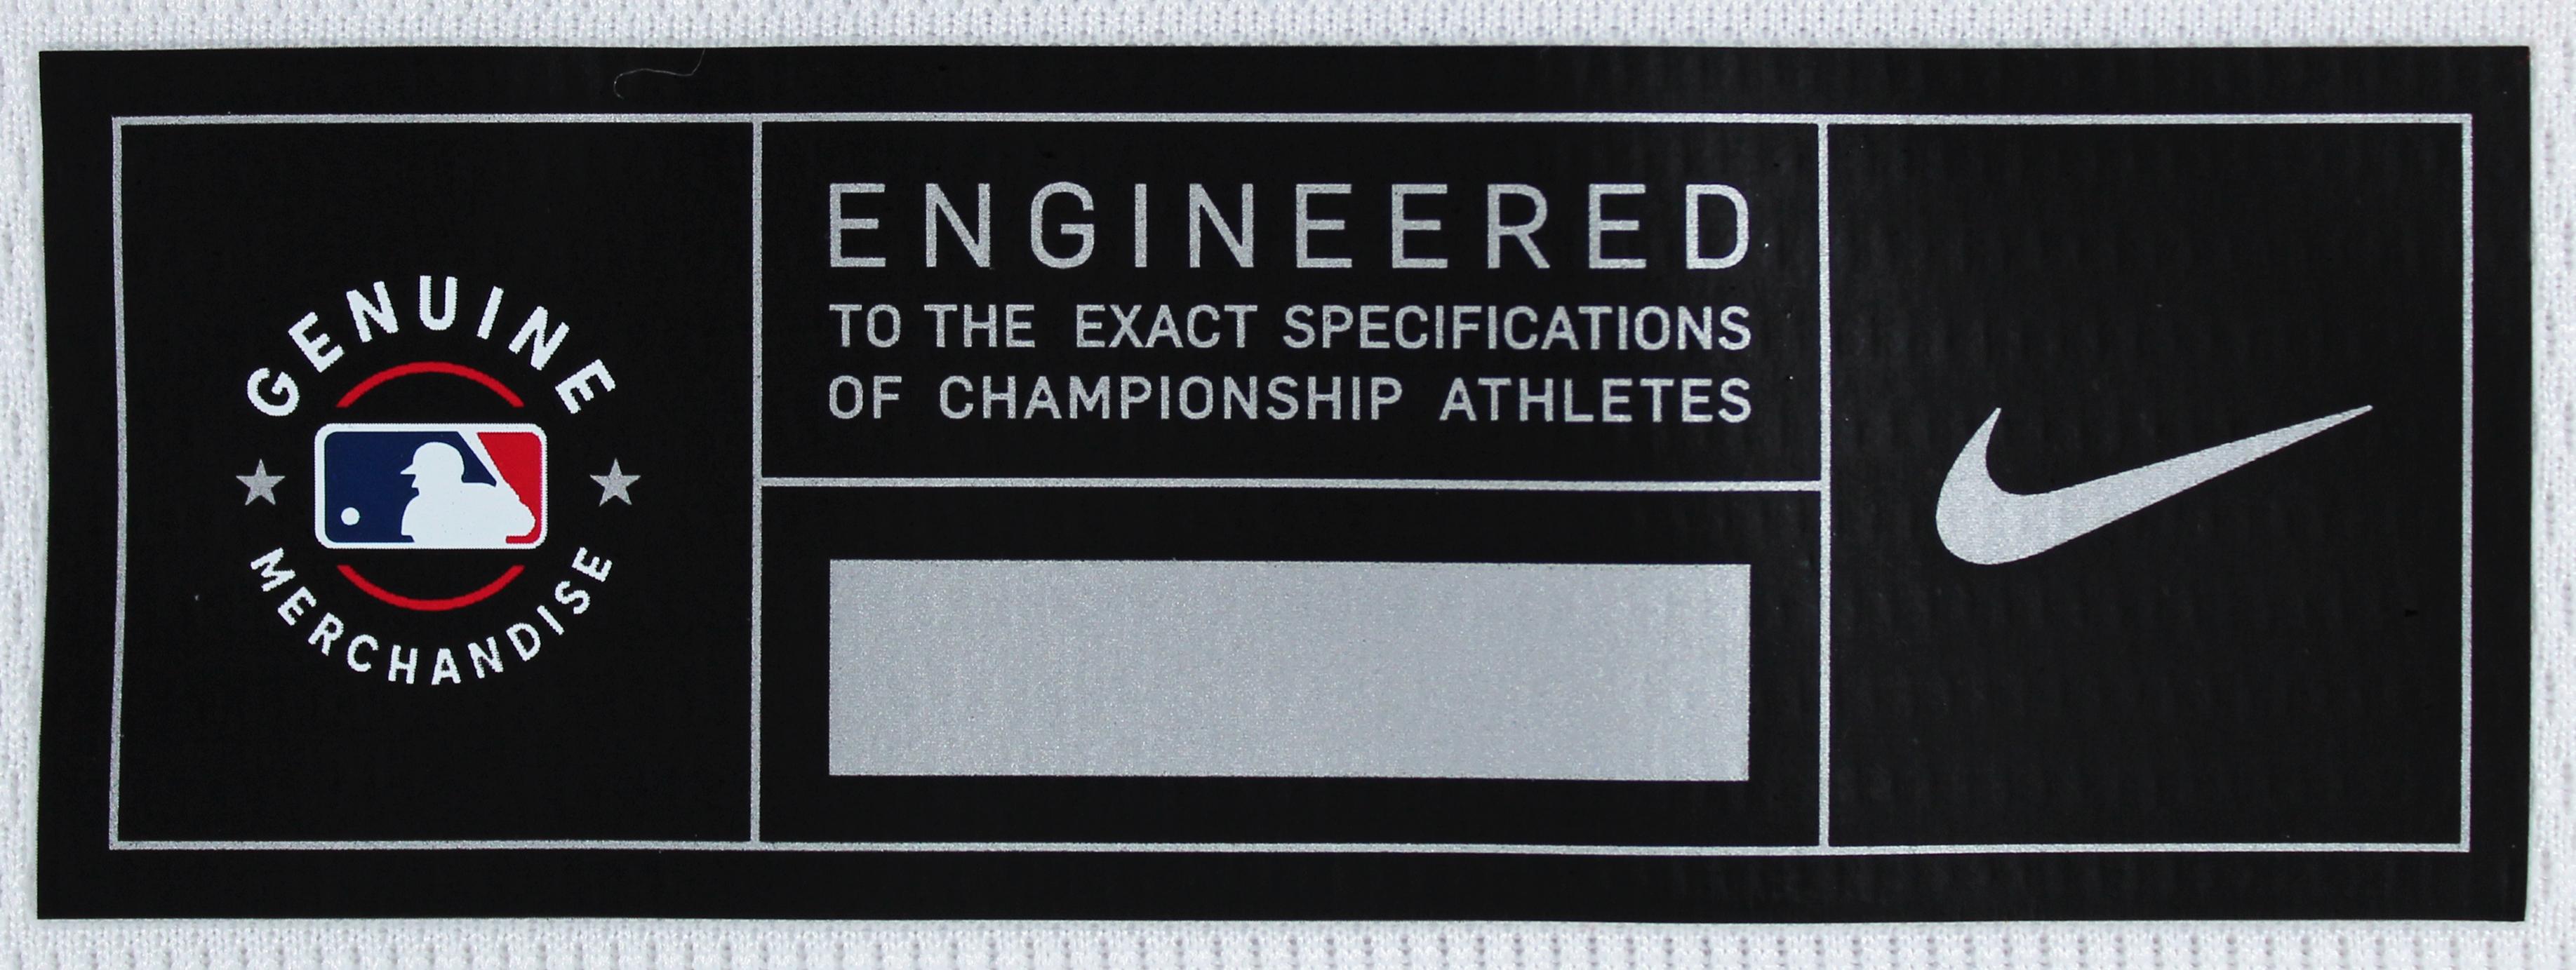 GENUINE
MERCHANDISE
ENGINEERED
TO THE EXACT SPECIFICATIONS
OF CHAMPIONSHIP ATHLETES